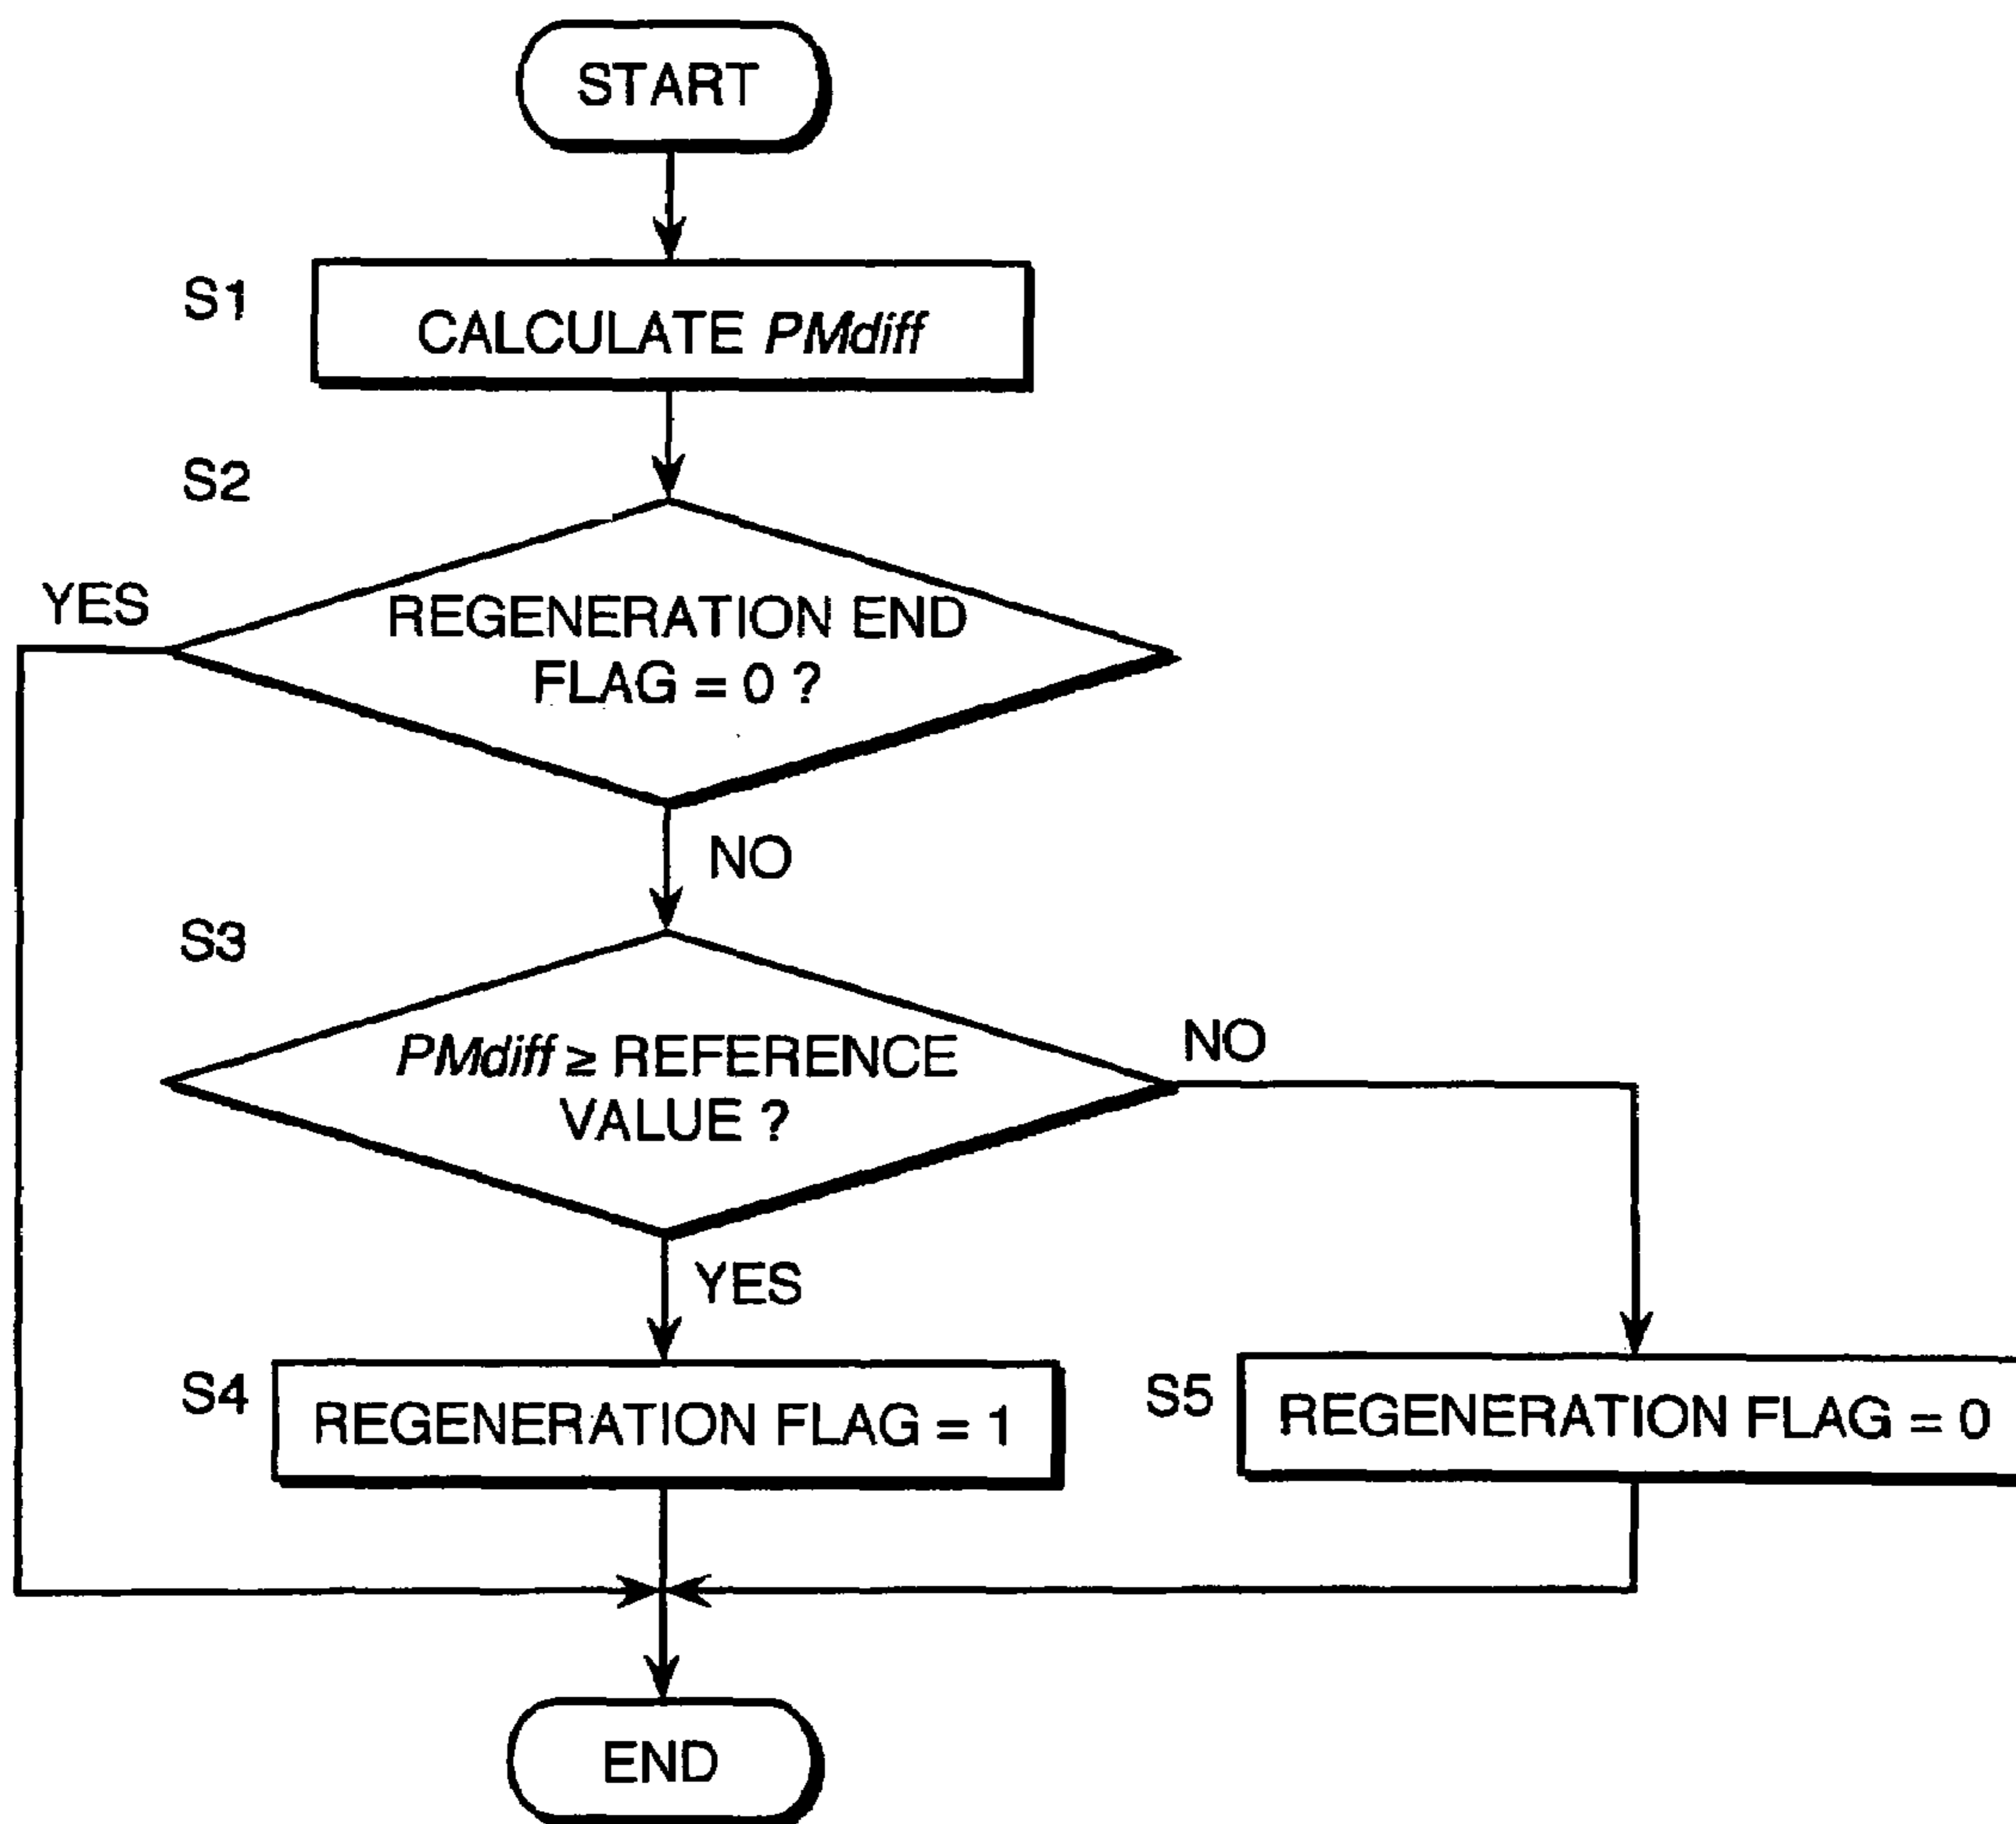 START
S1
CALCULATE PMdiff
S2
YES
REGENERATION END
FLAG = 0 ?
NO
S3
PMdiff ≥ REFERENCE
VALUE ?
NO
YES
S4
REGENERATION FLAG = 1
S5
REGENERATION FLAG = 0
END